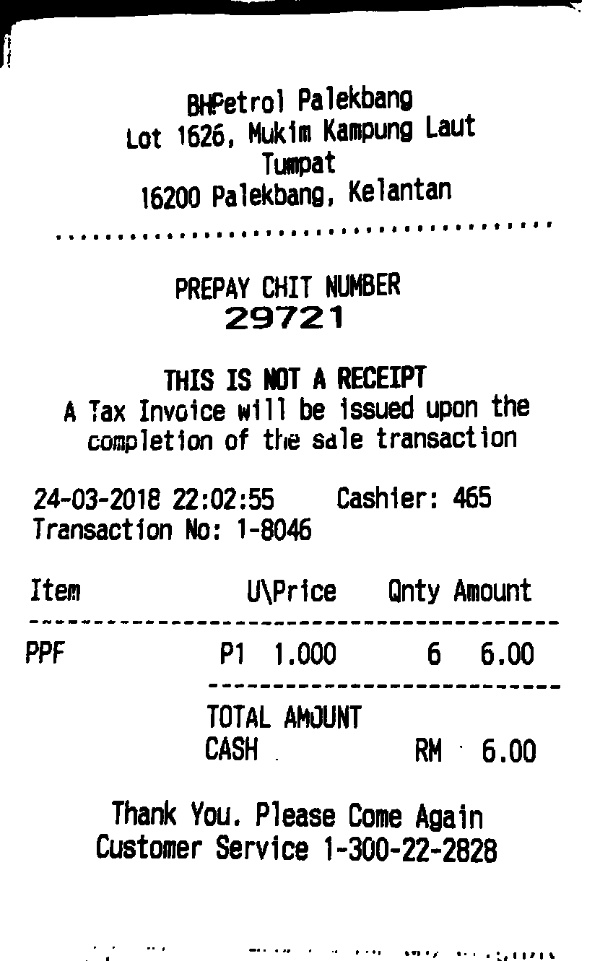 BHPetrol Palekbang
Lot 1626, Mukim Kampung Laut
Tumpat
16200 Palekbang, Kelantan
.......................................
PREPAY CHIT NUMBER
29721
THIS IS NOT A RECEIPT
A Tax Invoice will be issued upon the
completion of the sale transaction
24-03-2018 22:02:55 Cashier: 465
Transaction No: 1-8046
Item U\Price Qnty Amount
PPF P1 1.000 6 6.00
TOTAL AMOUNT
CASH RM 6.00
Thank You. Please Come Again
Customer Service 1-300-22-2828